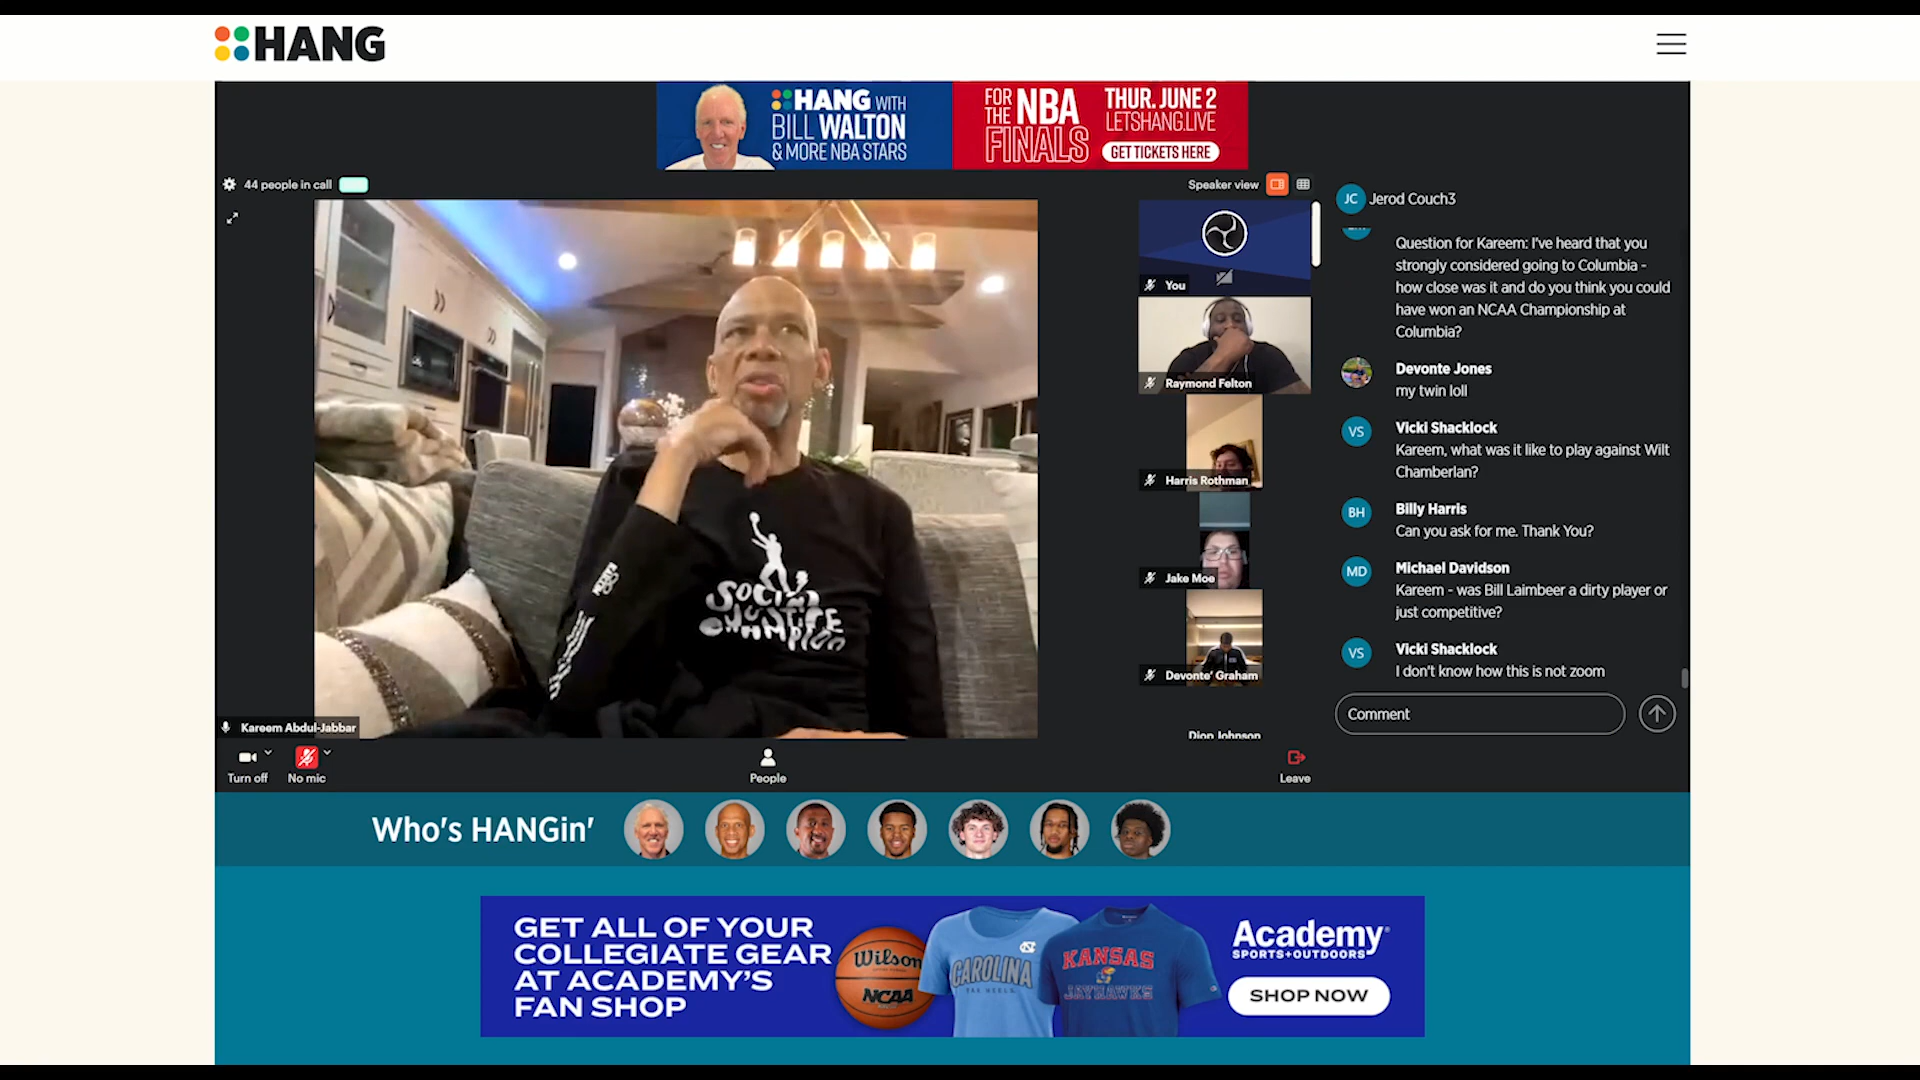 HANG
HANG WITH
BILL WALTON
& MORE NBA STARS
FOR THE NBA FINALS
THUR. JUNE 2
LETSHANG.LIVE
GET TICKETS HERE
44 people in call
Speaker view
You
Raymond Felton
Harris Rothman
Jake Moe
Devonte' Graham
Dion Johnson
SOCIAL
JUSTICE
CHAMPION
Kareem Abdul-Jabbar
Turn off
No mic
People
Leave
JC
Jerod Couch3
Question for Kareem: I've heard that you
strongly considered going to Columbia -
how close was it and do you think you could
have won an NCAA Championship at
Columbia?
Devonte Jones
my twin loll
VS
Vicki Shacklock
Kareem, what was it like to play against Wilt
Chamberlan?
BH
Billy Harris
Can you ask for me. Thank You?
MD
Michael Davidson
Kareem - was Bill Laimbeer a dirty player or
just competitive?
VS
Vicki Shacklock
I don't know how this is not zoom
Comment
Who's HANGin'
GET ALL OF YOUR
COLLEGIATE GEAR
AT ACADEMY'S
FAN SHOP
Wilson
NCAA
NC
CAROLINA
TAR HEELS
KANSAS
JAYHAWKS
Academy
SPORTS+OUTDOORS
SHOP NOW